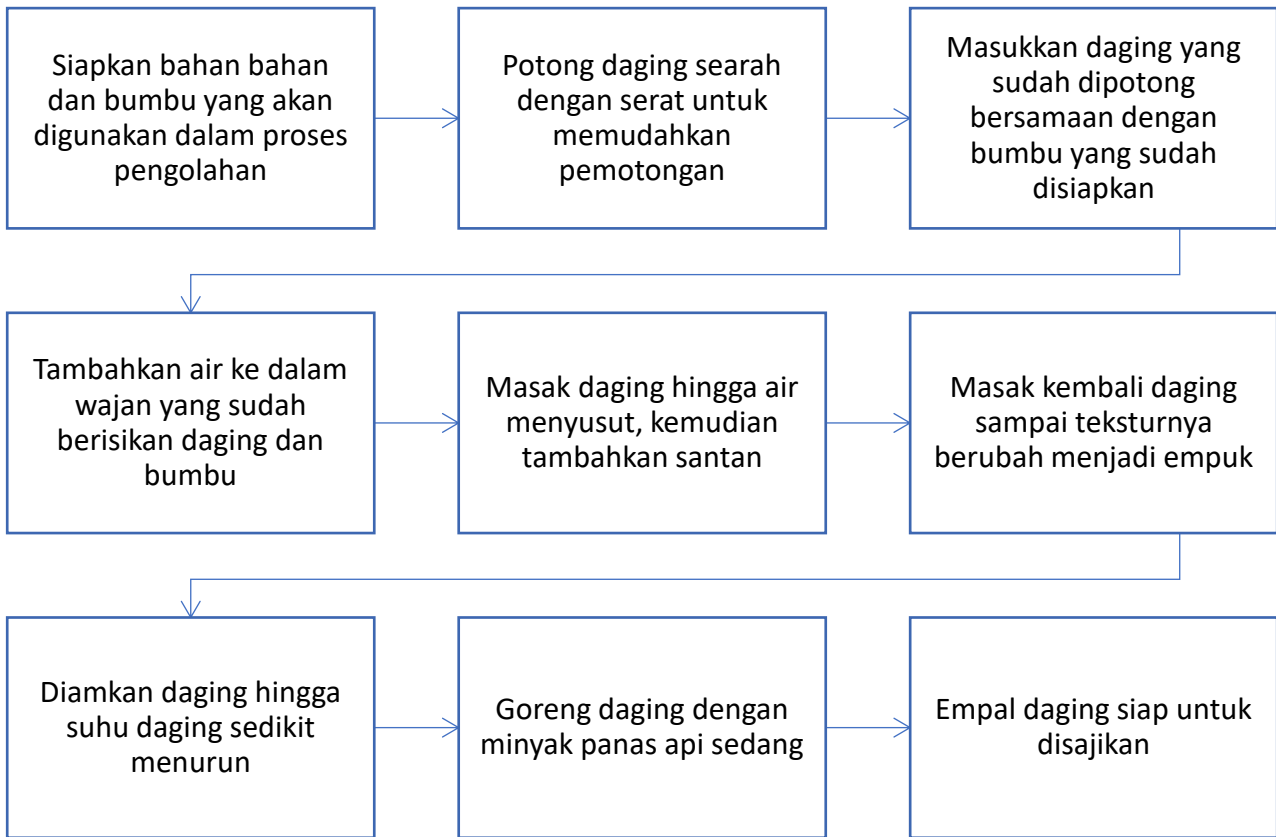 Siapkan bahan bahan
dan bumbu yang akan
digunakan dalam proses
pengolahan
Potong daging searah
dengan serat untuk
memudahkan
pemotongan
Masukkan daging yang
sudah dipotong
bersamaan dengan
bumbu yang sudah
disiapkan
Tambahkan air ke dalam
wajan yang sudah
berisikan daging dan
bumbu
Masak daging hingga air
menyusut, kemudian
tambahkan santan
Masak kembali daging
sampai teksturnya
berubah menjadi empuk
Diamkan daging hingga
suhu daging sedikit
menurun
Goreng daging dengan
minyak panas api sedang
Empal daging siap untuk
disajikan